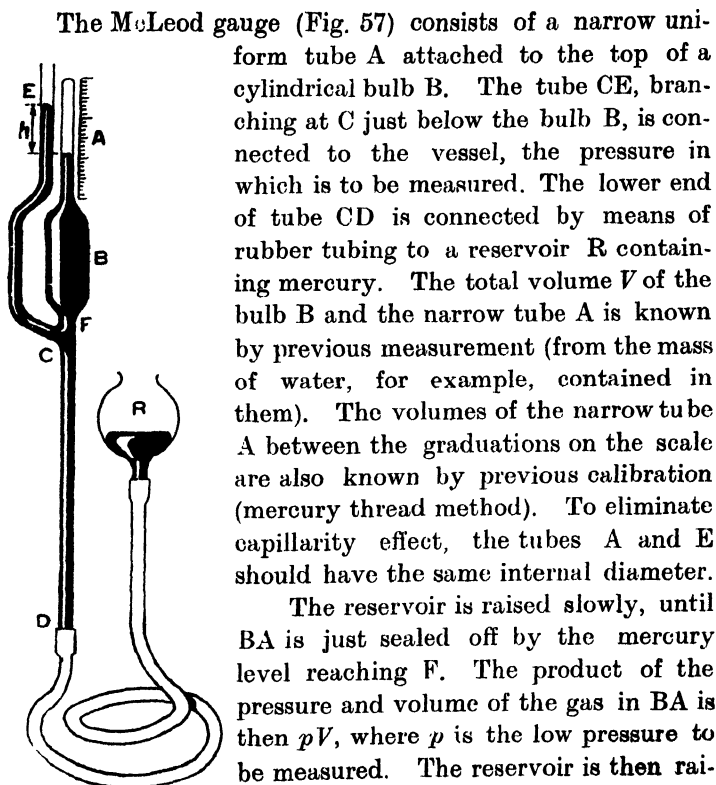 The McLeod gauge (Fig. 57) consists of a narrow uni-
form tube A attached to the top of a
cylindrical bulb B. The tube CE, bran-
ching at C just below the bulb B, is con-
nected to the vessel, the pressure in
which is to be measured. The lower end
of tube CD is connected by means of
rubber tubing to a reservoir R contain-
ing mercury. The total volume V of the
bulb B and the narrow tube A is known
by previous measurement (from the mass
of water, for example, contained in
them). The volumes of the narrow tube
A between the graduations on the scale
are also known by previous calibration
(mercury thread method). To eliminate
capillarity effect, the tubes A and E
should have the same internal diameter.
The reservoir is raised slowly, until
BA is just sealed off by the mercury
level reaching F. The product of the
pressure and volume of the gas in BA is
then pV, where p is the low pressure to
be measured. The reservoir is then rai-
E
h
A
B
F
C
R
D